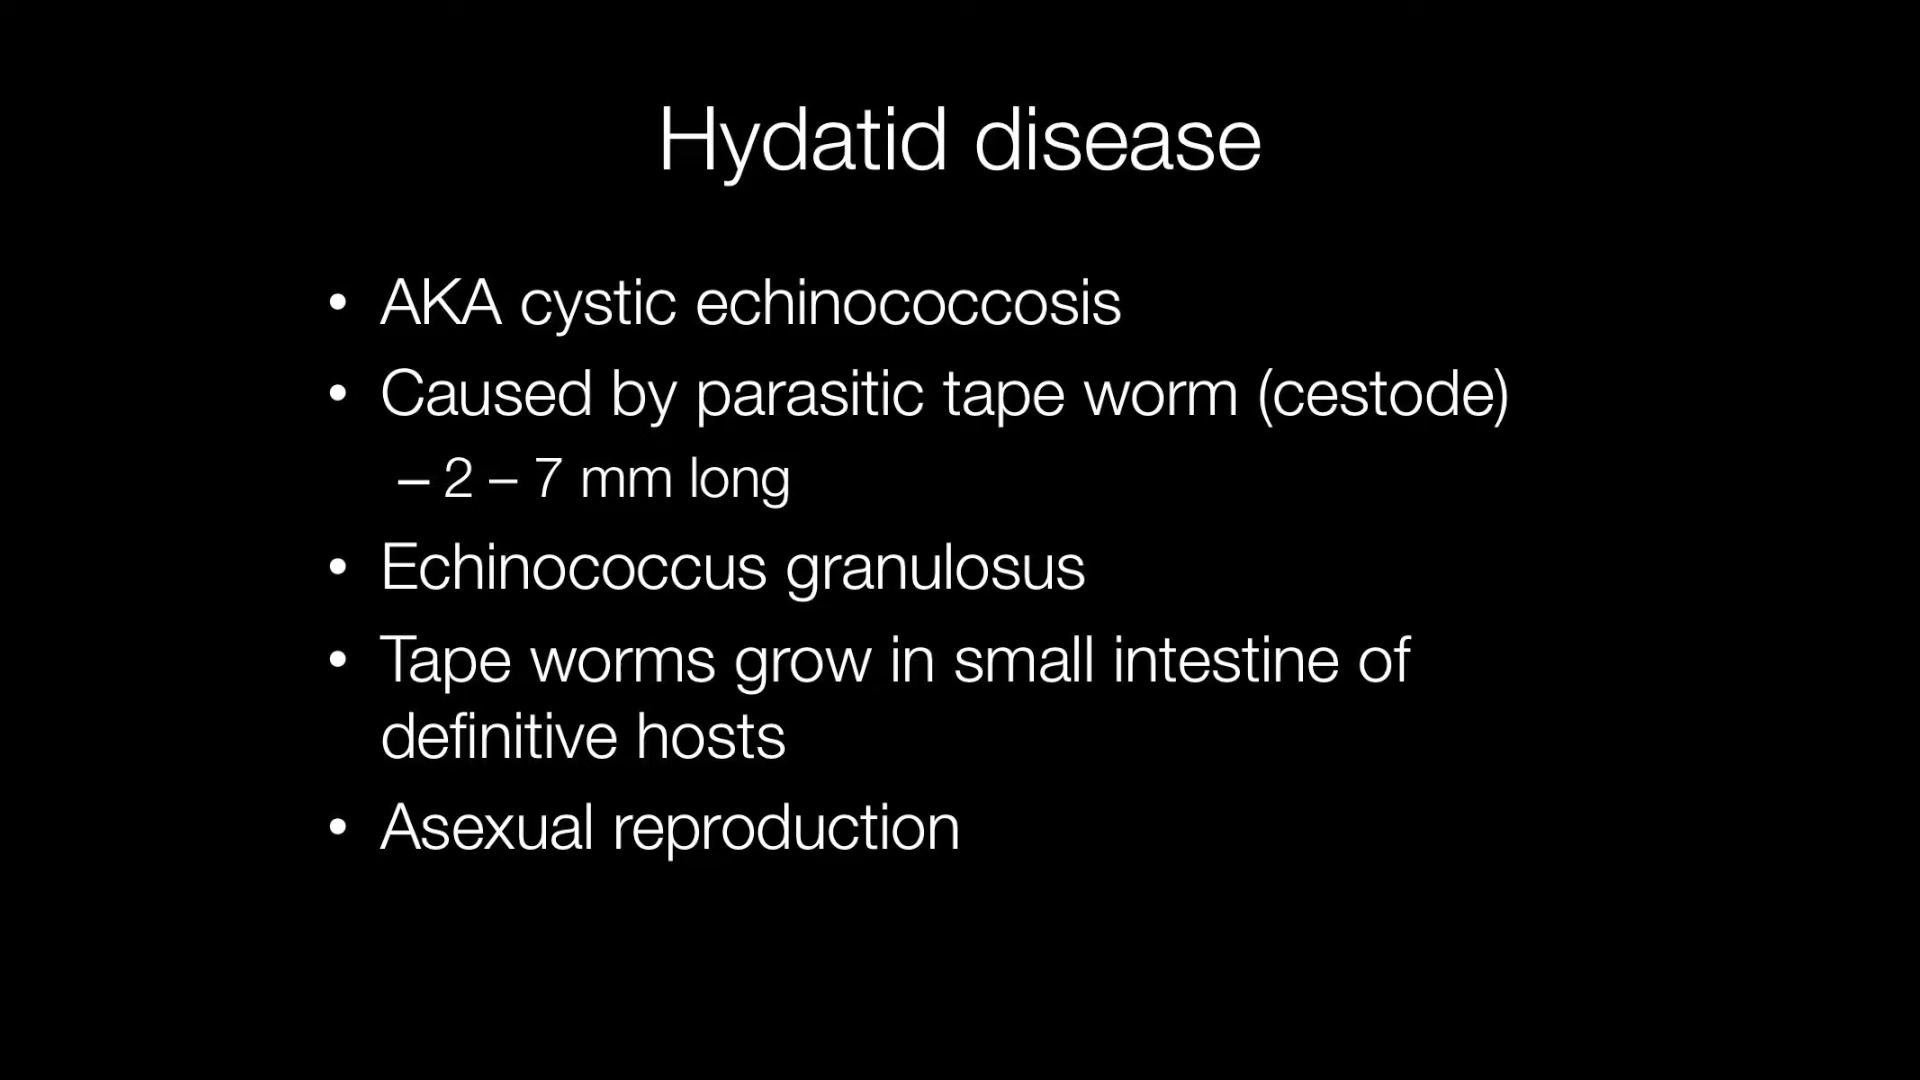 Hydatid disease
• AKA cystic echinococcosis
• Caused by parasitic tape worm (cestode)
– 2 – 7 mm long
• Echinococcus granulosus
• Tape worms grow in small intestine of
definitive hosts
• Asexual reproduction